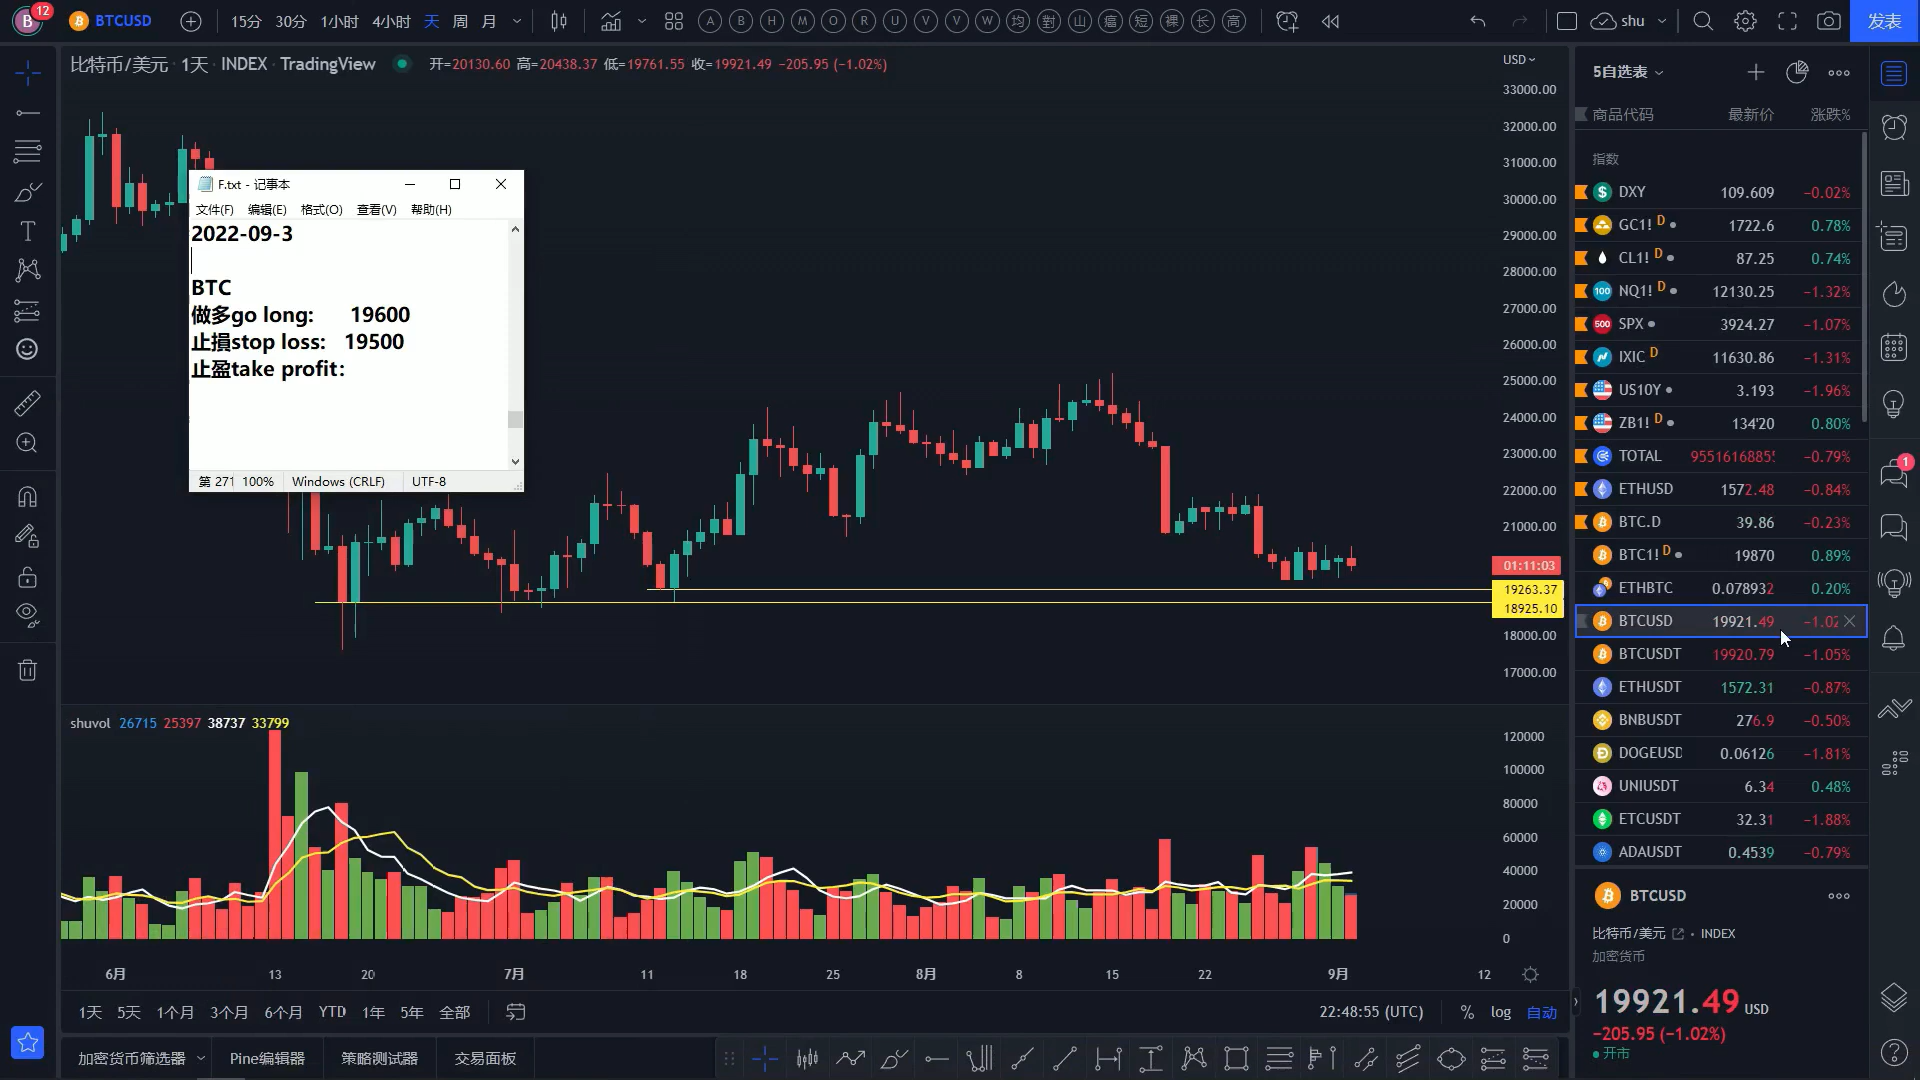 B 12 BTCUSD 15分 30分 1小时 4小时 天 周 月 A B H M O R U V V W 均 對 山 短 裸 长 高 shu 发表
比特币/美元 · 1天 · INDEX · TradingView 开=20130.60 高=20438.37 低=19761.55 收=19921.49 −205.95 (−1.02%)
USD
33000.00
32000.00
31000.00
30000.00
29000.00
28000.00
27000.00
26000.00
25000.00
24000.00
23000.00
22000.00
21000.00
01:11:03
19263.37
18925.10
18000.00
17000.00
F.txt - 记事本
文件(F) 编辑(E) 格式(O) 查看(V) 帮助(H)
2022-09-3
BTC
做多go long: 19600
止損stop loss: 19500
止盈take profit:
第 271 100% Windows (CRLF) UTF-8
shuvol 26715 25397 38737 33799
120000
100000
80000
60000
40000
20000
0
6月 13 20 7月 11 18 25 8月 8 15 22 9月 12
1天 5天 1个月 3个月 6个月 YTD 1年 5年 全部 22:48:55 (UTC) % log 自动
加密货币筛选器 Pine编辑器 策略测试器 交易面板
5自选表
商品代码 最新价 涨跌%
指数
DXY 109.609 −0.02%
GC1! D 1722.6 0.78%
CL1! D 87.25 0.74%
100 NQ1! D 12130.25 −1.32%
500 SPX 3924.27 −1.07%
IXIC D 11630.86 −1.31%
US10Y 3.193 −1.96%
ZB1! D 134'20 0.80%
TOTAL 95516168855 −0.79%
ETHUSD 1572.48 −0.84%
BTC.D 39.86 −0.23%
BTC1! D 19870 0.89%
ETHBTC 0.078932 0.20%
BTCUSD 19921.49 −1.02
BTCUSDT 19920.79 −1.05%
ETHUSDT 1572.31 −0.87%
BNBUSDT 276.9 −0.50%
DOGEUSD 0.06126 −1.81%
UNIUSDT 6.34 0.48%
ETCUSDT 32.31 −1.88%
ADAUSDT 0.4539 −0.79%
BTCUSD
比特币/美元 · INDEX
加密货币
19921.49 USD
−205.95 (−1.02%)
开市
1